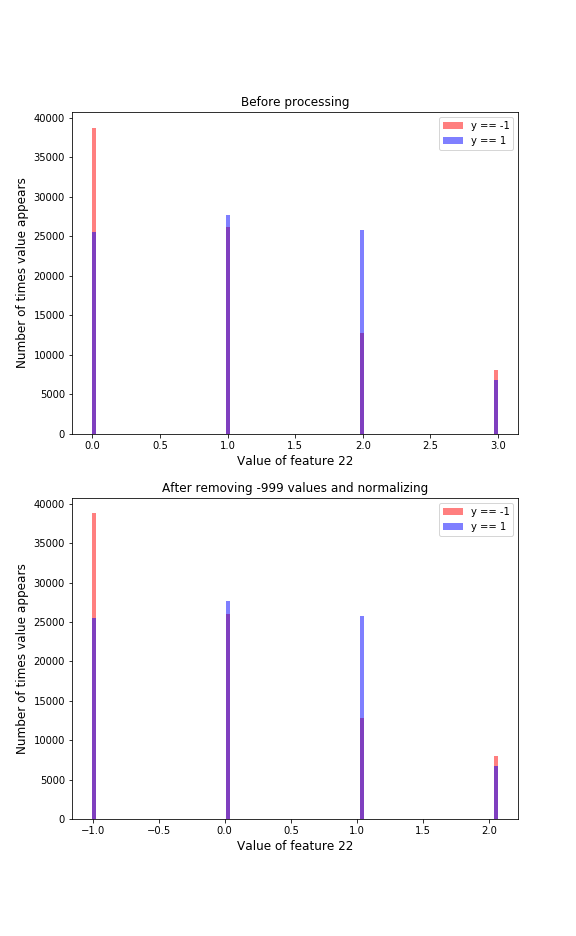 Before processing
40000
35000
30000
25000
20000
15000
10000
5000
0
Number of times value appears
y == -1
y == 1
0.0 0.5 1.0 1.5 2.0 2.5 3.0
Value of feature 22
After removing -999 values and normalizing
40000
35000
30000
25000
20000
15000
10000
5000
0
Number of times value appears
y == -1
y == 1
−1.0 −0.5 0.0 0.5 1.0 1.5 2.0
Value of feature 22